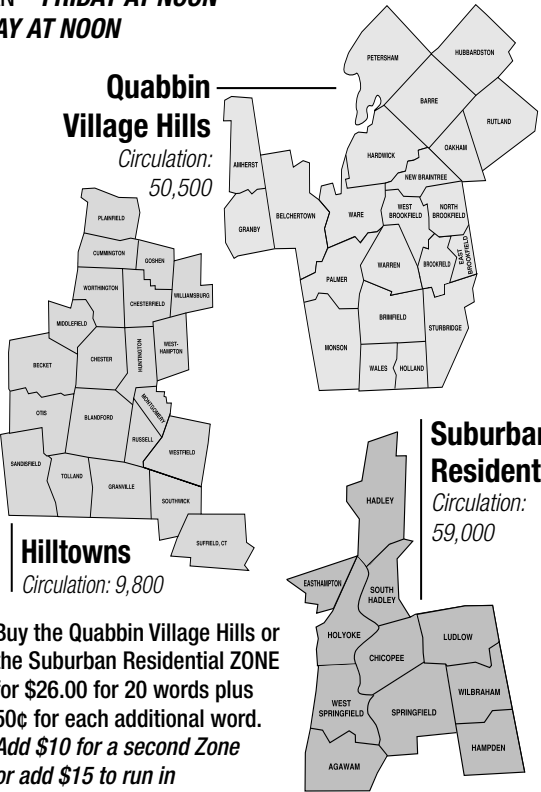 FRIDAY AT NOON
AY AT NOON
Quabbin
Village Hills
Circulation:
50,500
PETERSHAM
HUBBARDSTON
BARRE
RUTLAND
HARDWICK
OAKHAM
NEW BRAINTREE
AMHERST
GRANBY
BELCHERTOWN
WARE
WEST
BROOKFIELD
NORTH
BROOKFIELD
EAST
BROOKFIELD
BROOKFIELD
WARREN
PALMER
BRIMFIELD
STURBRIDGE
MONSON
WALES
HOLLAND
PLAINFIELD
CUMMINGTON
GOSHEN
WORTHINGTON
CHESTERFIELD
WILLIAMSBURG
MIDDLEFIELD
BECKET
CHESTER
HUNTINGTON
WEST-
HAMPTON
OTIS
BLANDFORD
MONTGOMERY
RUSSELL
WESTFIELD
SANDISFIELD
TOLLAND
GRANVILLE
SOUTHWICK
SUFFIELD, CT
Hilltowns
Circulation: 9,800
Suburban
Resident
Circulation:
59,000
HADLEY
EASTHAMPTON
SOUTH
HADLEY
HOLYOKE
CHICOPEE
LUDLOW
WEST
SPRINGFIELD
SPRINGFIELD
WILBRAHAM
AGAWAM
HAMPDEN
Buy the Quabbin Village Hills or
the Suburban Residential ZONE
for $26.00 for 20 words plus
50¢ for each additional word.
Add $10 for a second Zone
or add $15 to run in